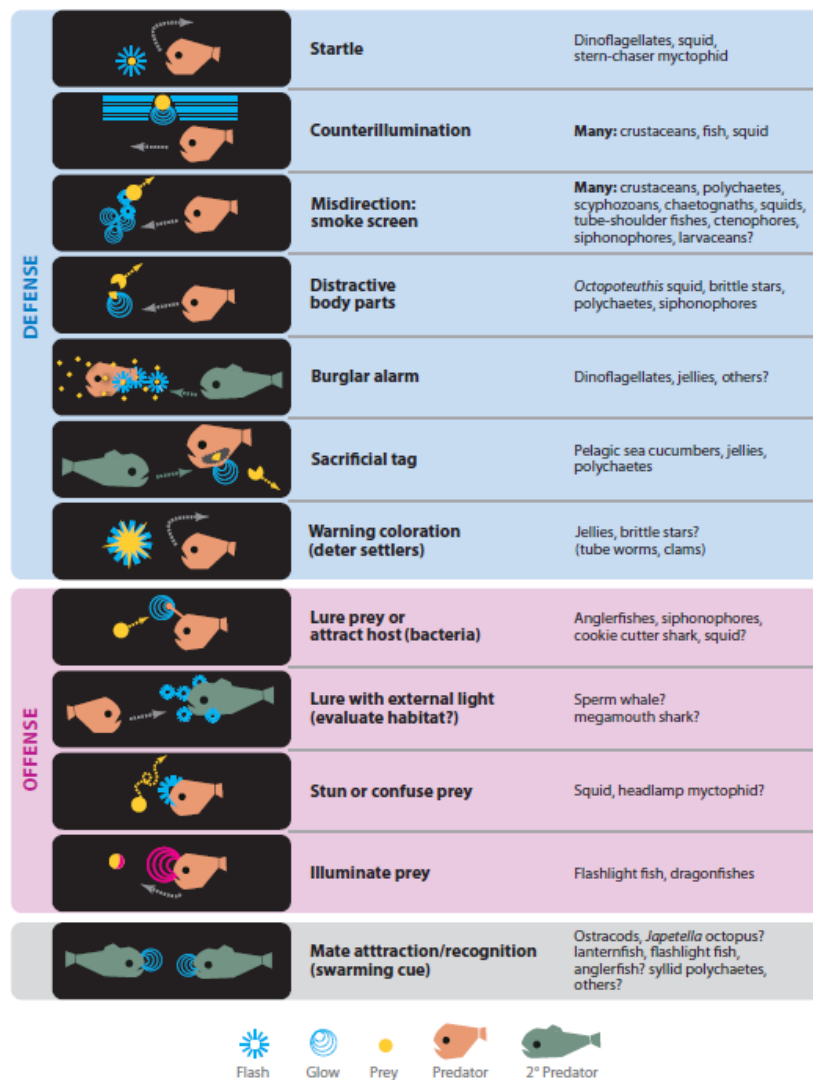 DEFENSE
Startle
Dinoflagellates, squid,
stern-chaser myctophid
Counterillumination
Many: crustaceans, fish, squid
Misdirection:
smoke screen
Many: crustaceans, polychaetes,
scyphozoans, chaetognaths, squids,
tube-shoulder fishes, ctenophores,
siphonophores, larvaceans?
Distractive
body parts
Octopoteuthis squid, brittle stars,
polychaetes, siphonophores
Burglar alarm
Dinoflagellates, jellies, others?
Sacrificial tag
Pelagic sea cucumbers, jellies,
polychaetes
Warning coloration
(deter settlers)
Jellies, brittle stars?
(tube worms, clams)
OFFENSE
Lure prey or
attract host (bacteria)
Anglerfishes, siphonophores,
cookie cutter shark, squid?
Lure with external light
(evaluate habitat?)
Sperm whale?
megamouth shark?
Stun or confuse prey
Squid, headlamp myctophid?
Illuminate prey
Flashlight fish, dragonfishes
Mate atttraction/recognition
(swarming cue)
Ostracods, Japetella octopus?
lanternfish, flashlight fish,
anglerfish? syllid polychaetes,
others?
Flash
Glow
Prey
Predator
2° Predator